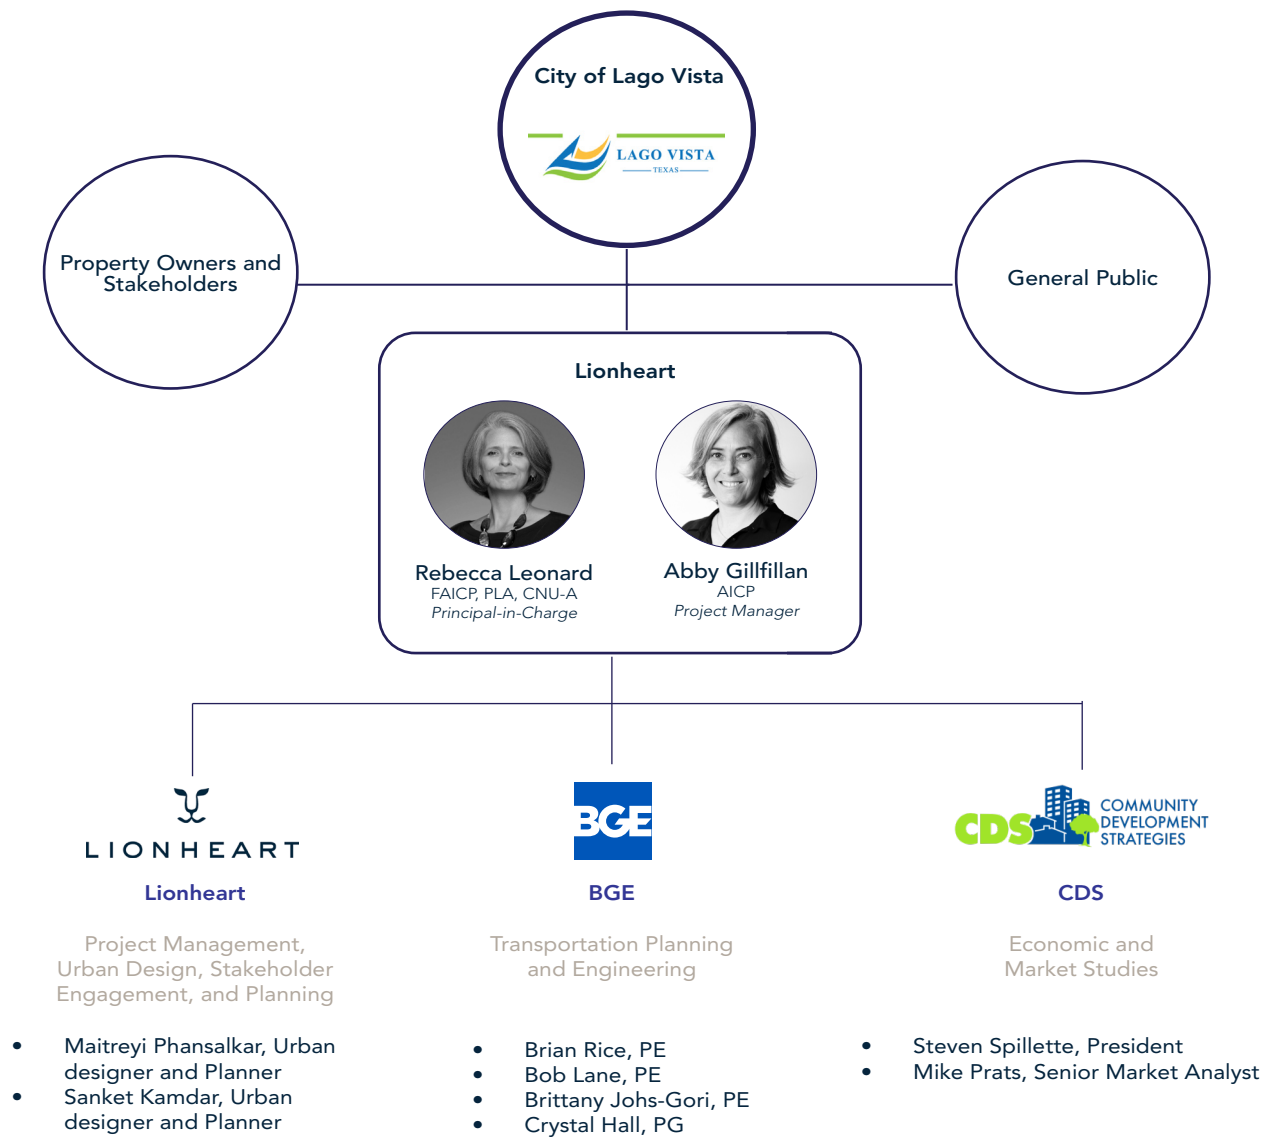 City of Lago Vista
LAGO VISTA
TEXAS
Property Owners and
Stakeholders
General Public
Lionheart
Rebecca Leonard
FAICP, PLA, CNU-A
Principal-in-Charge
Abby Gillfillan
AICP
Project Manager
LIONHEART
Lionheart
Project Management,
Urban Design, Stakeholder
Engagement, and Planning
• Maitreyi Phansalkar, Urban
designer and Planner
• Sanket Kamdar, Urban
designer and Planner
BGE
BGE
Transportation Planning
and Engineering
• Brian Rice, PE
• Bob Lane, PE
• Brittany Johs-Gori, PE
• Crystal Hall, PG
CDS
COMMUNITY
DEVELOPMENT
STRATEGIES
CDS
Economic and
Market Studies
• Steven Spillette, President
• Mike Prats, Senior Market Analyst